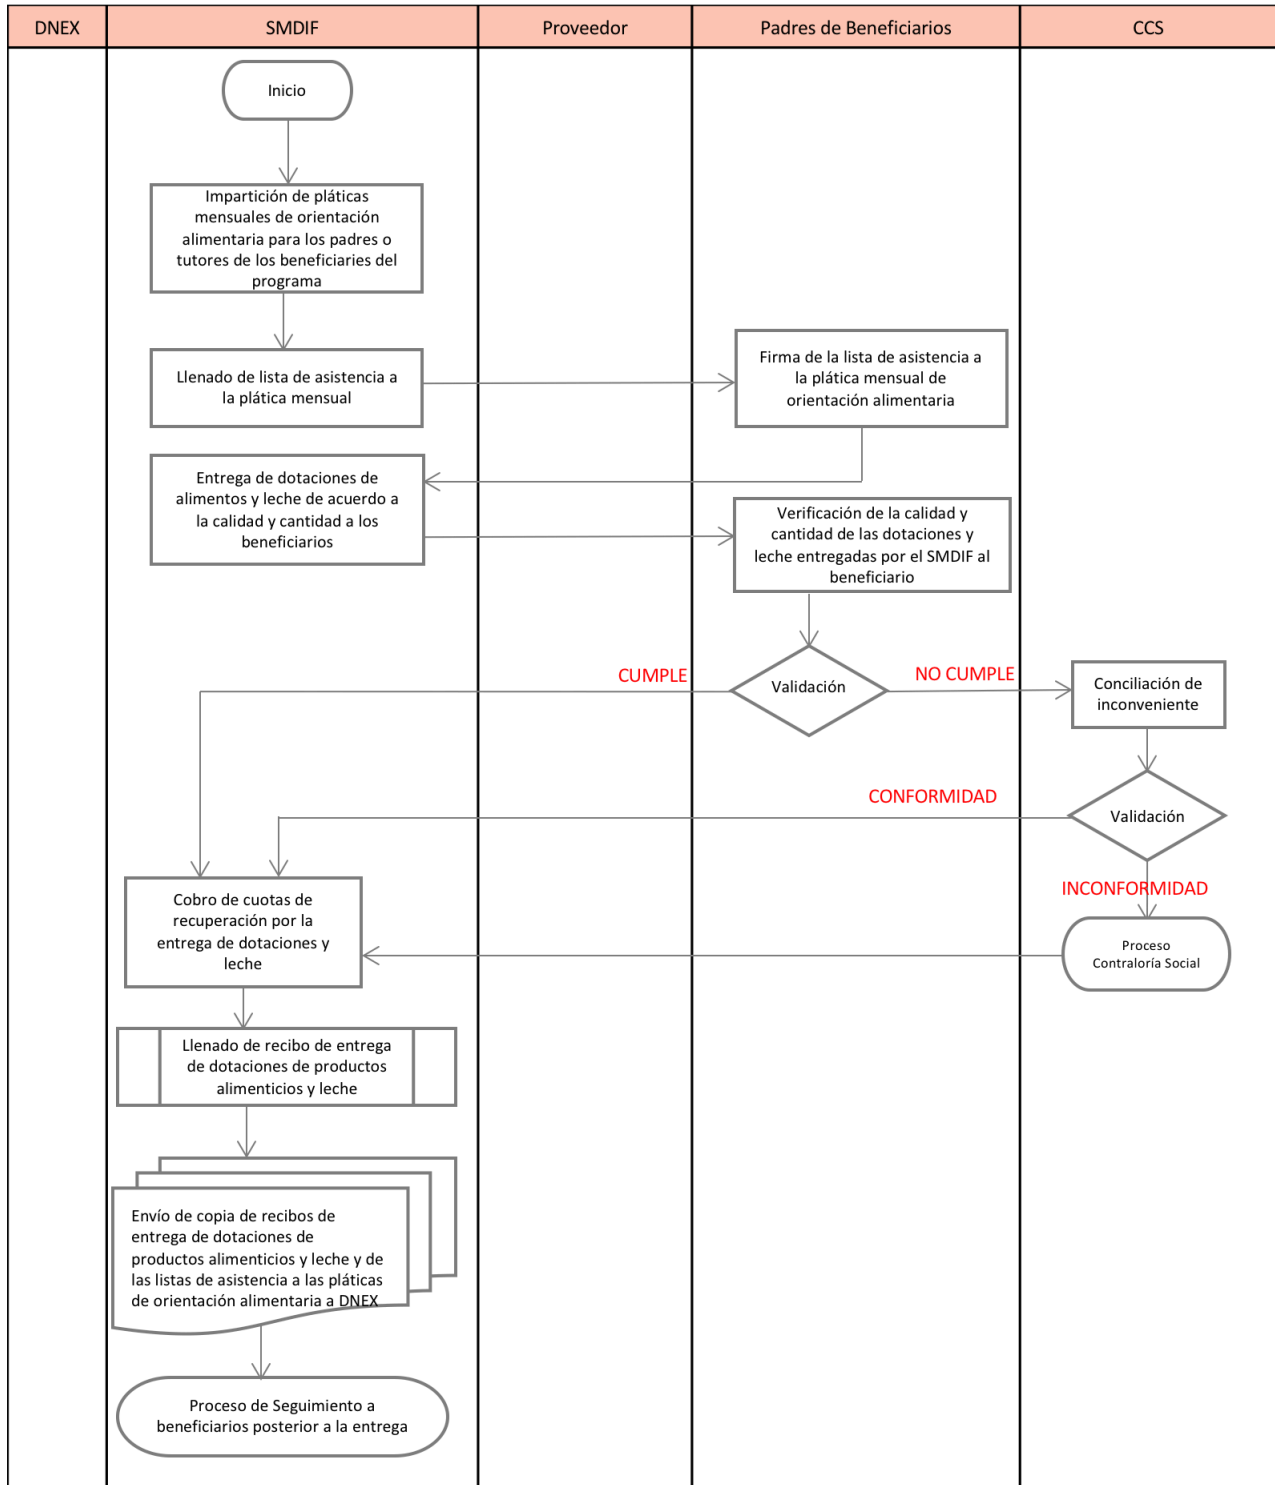 DNEX
SMDIF
Proveedor
Padres de Beneficiarios
CCS
Inicio
Impartición de pláticas
mensuales de orientación
alimentaria para los padres o
tutores de los beneficiaries del
programa
Llenado de lista de asistencia a
la plática mensual
Firma de la lista de asistencia a
la plática mensual de
orientación alimentaria
Entrega de dotaciones de
alimentos y leche de acuerdo a
la calidad y cantidad a los
beneficiarios
Verificación de la calidad y
cantidad de las dotaciones y
leche entregadas por el SMDIF al
beneficiario
CUMPLE
Validación
NO CUMPLE
Conciliación de
inconveniente
CONFORMIDAD
Validación
INCONFORMIDAD
Cobro de cuotas de
recuperación por la
entrega de dotaciones y
leche
Proceso
Contraloría Social
Llenado de recibo de entrega
de dotaciones de productos
alimenticios y leche
Envío de copia de recibos de
entrega de dotaciones de
productos alimenticios y leche y de
las listas de asistencia a las pláticas
de orientación alimentaria a DNEX
Proceso de Seguimiento a
beneficiarios posterior a la entrega